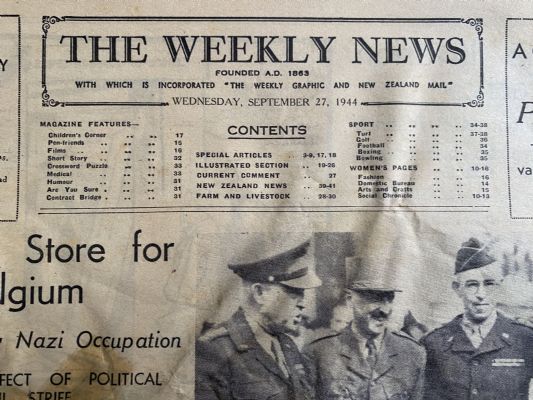 THE WEEKLY NEWS
FOUNDED A.D. 1863
WITH WHICH IS INCORPORATED "THE WEEKLY GRAPHIC AND NEW ZEALAND MAIL"
WEDNESDAY, SEPTEMBER 27, 1944
CONTENTS
MAGAZINE FEATURES—
Children's Corner .. .. 17
Pen-friends .. .. .. 15
Films .. .. .. .. 16
Short Story .. .. .. 32
Crossword Puzzle .. .. 33
Medical .. .. .. .. 33
Humour .. .. .. .. 31
Are You Sure .. .. .. 31
Contract Bridge .. .. .. 31
SPECIAL ARTICLES .. 3-9, 17, 18
ILLUSTRATED SECTION .. 19-26
CURRENT COMMENT .. 27
NEW ZEALAND NEWS .. 39-41
FARM AND LIVESTOCK .. 28-30
SPORT .. .. .. .. 34-38
Turf .. .. .. .. 37-38
Golf .. .. .. .. 36
Football .. .. .. 34
Boxing .. .. .. .. 35
Bowling .. .. .. .. 35
WOMEN'S PAGES .. .. 10-16
Fashion .. .. .. .. 16
Domestic Bureau .. .. 14
Arts and Crafts .. .. 15
Social Chronicle .. .. 10-13
Store for
lgium
Nazi Occupation
FECT OF POLITICAL
STRIFE